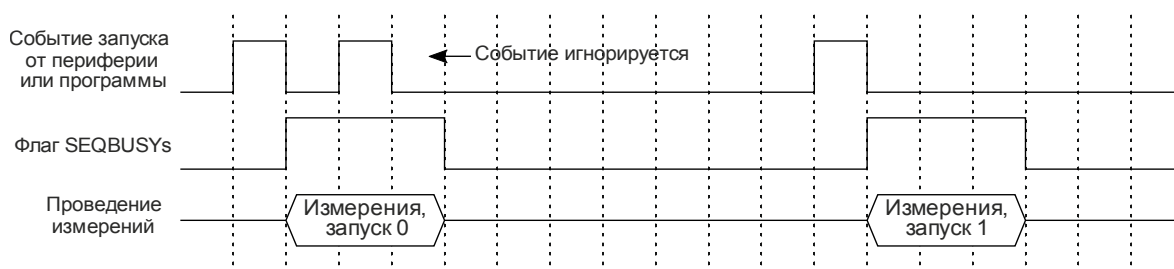 Событие запуска
от периферии
или программы
Событие игнорируется
Флаг SEQBUSYs
Проведение
измерений
Измерения,
запуск 0
Измерения,
запуск 1